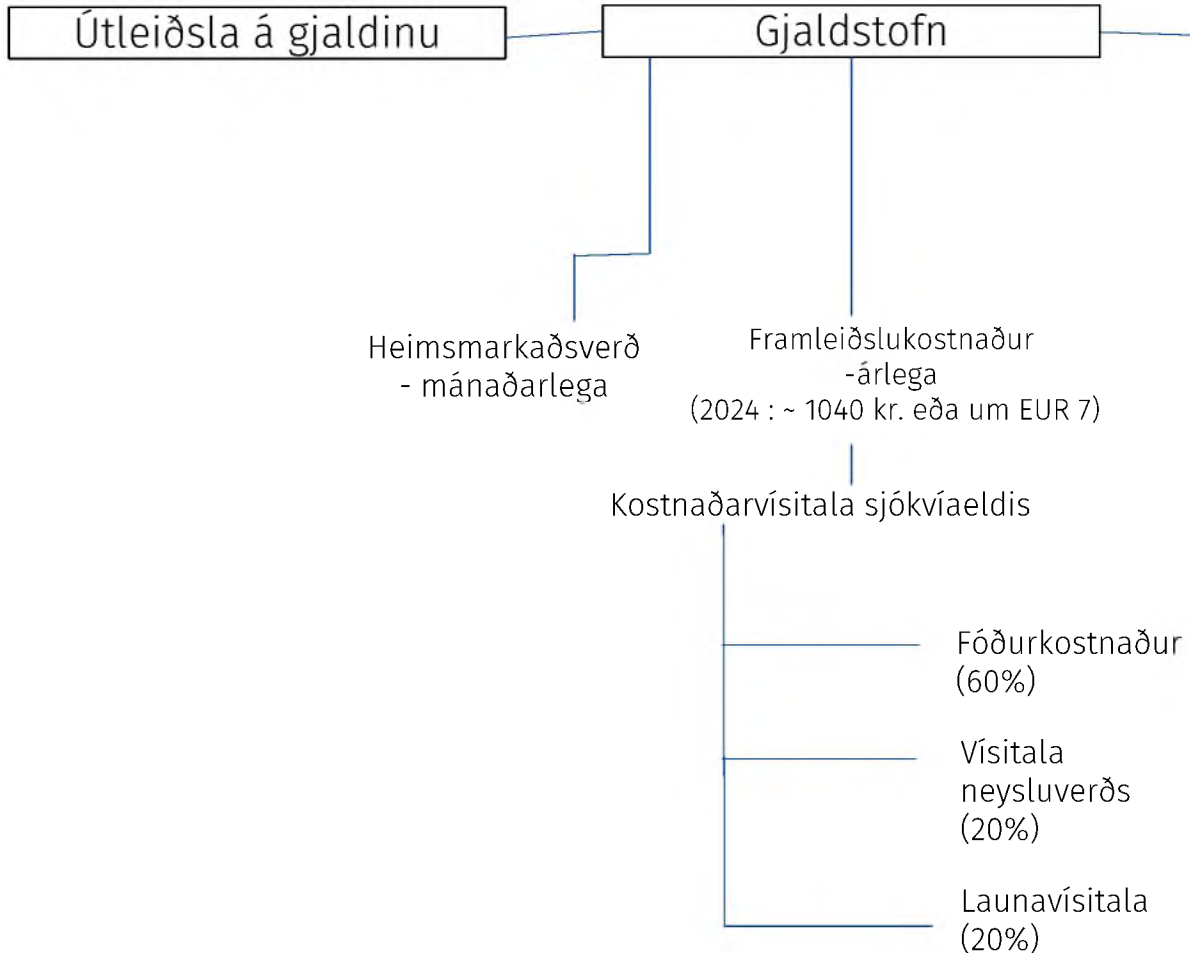 Útleiðsla á gjaldinu
Gjaldstofn
Heimsmarkaðsverð
- mánaðarlega
Framleiðslukostnaður
-árlega
(2024 : ~ 1040 kr. eða um EUR 7)
Kostnaðarvísitala sjókvíaeldis
Fóðurkostnaður
(60%)
Vísitala
neysluverðs
(20%)
Launavísitala
(20%)